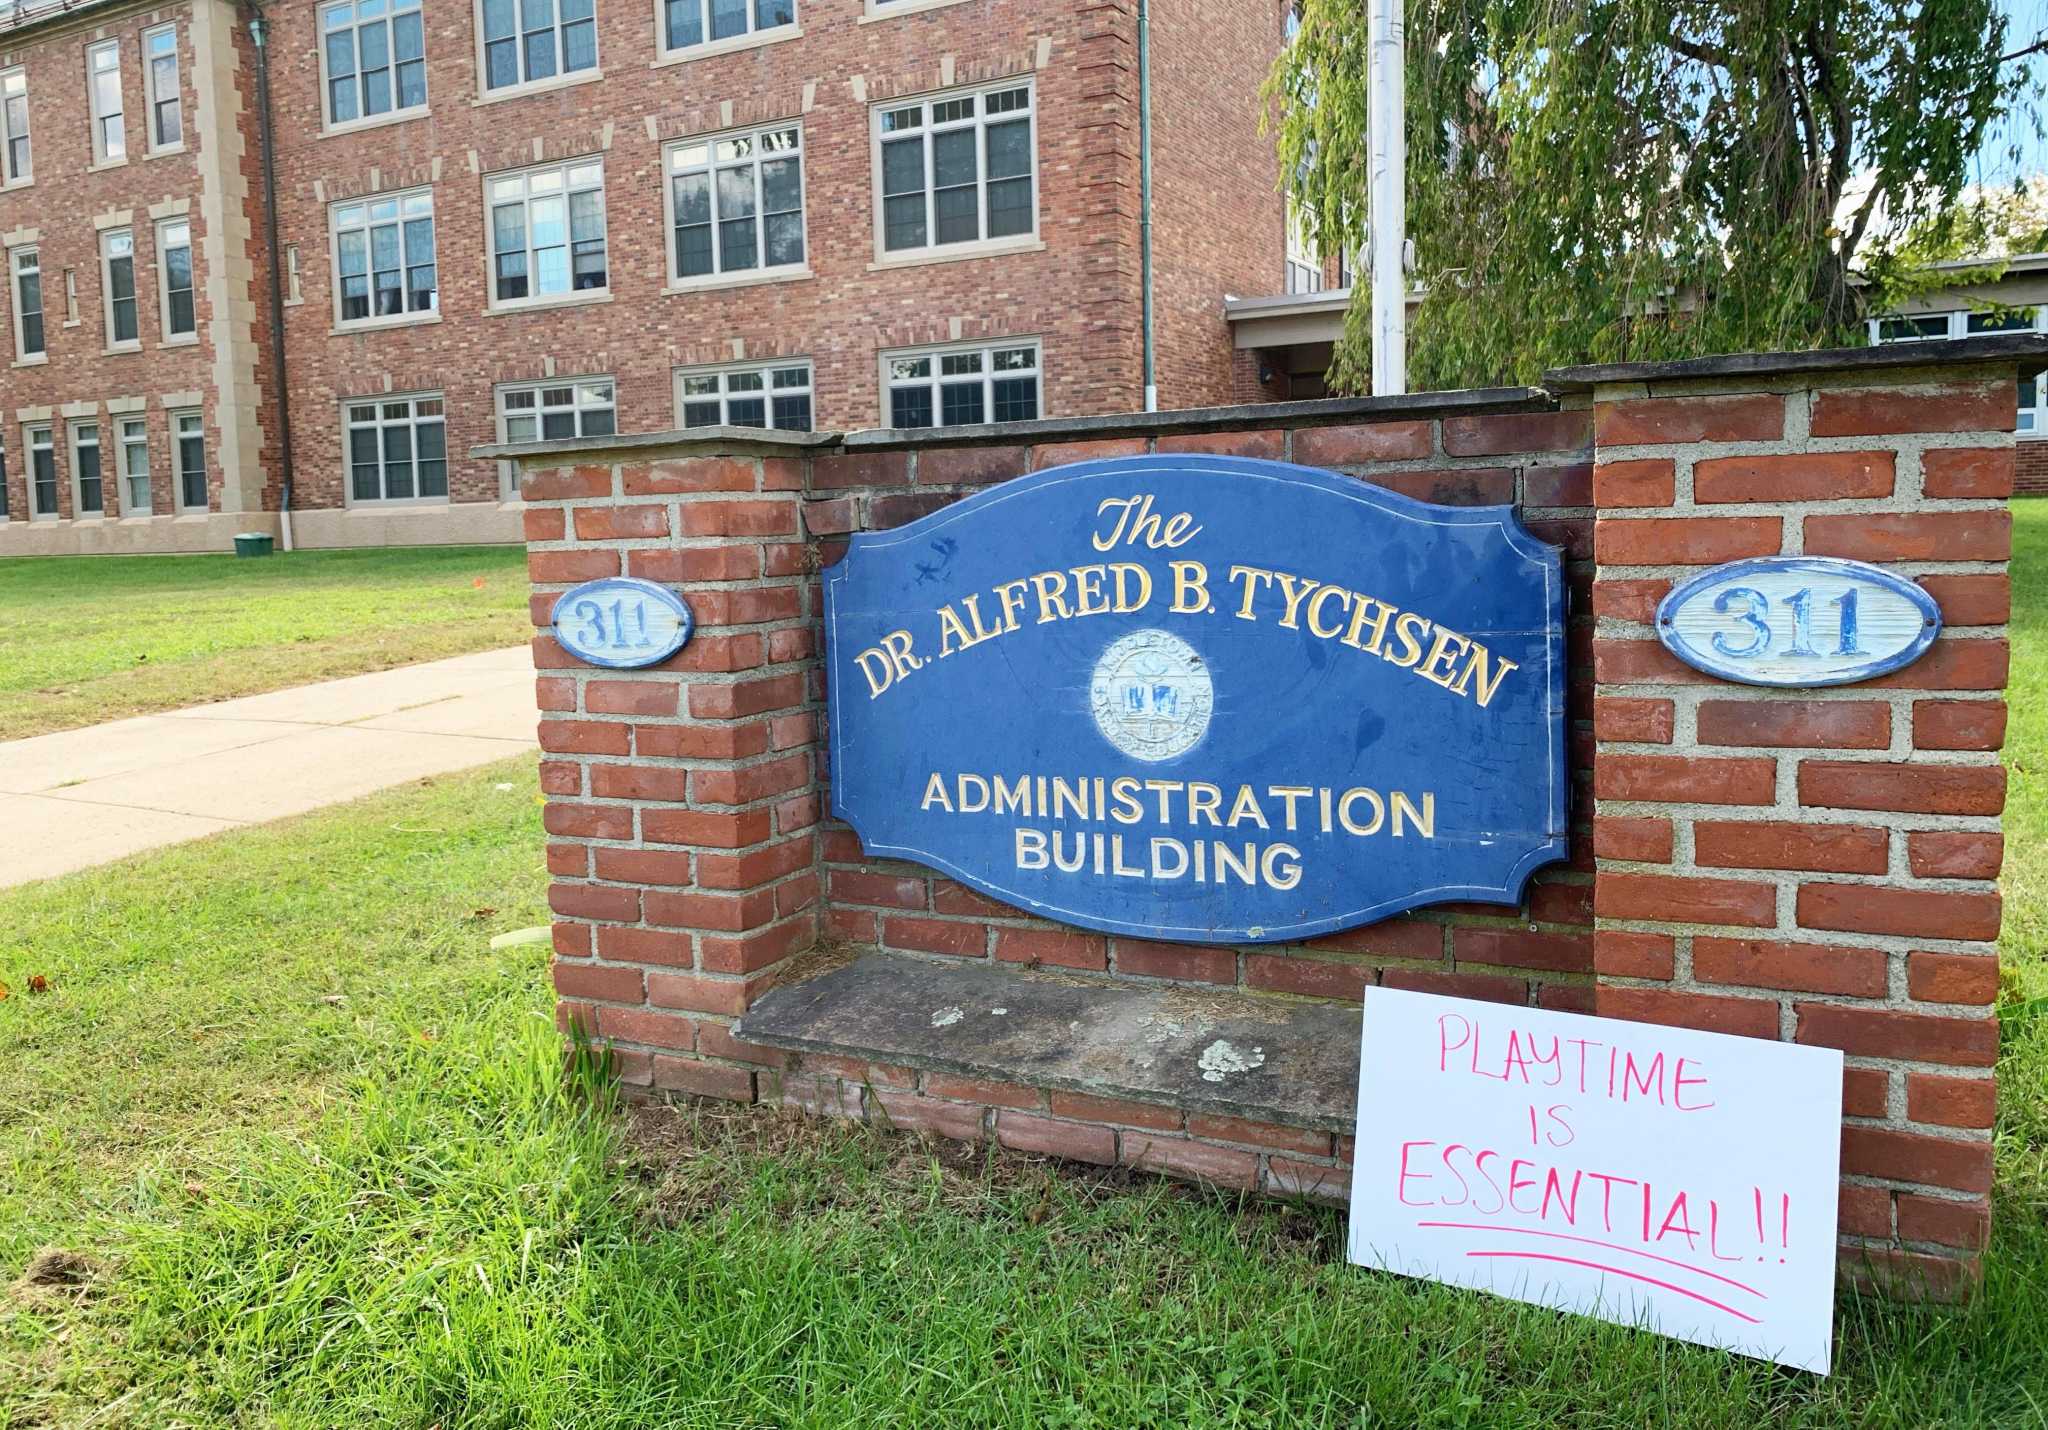 The
DR. ALFRED B. TYCHSEN
ADMINISTRATION
BUILDING
311
311
PLAYTIME
IS
ESSENTIAL!!